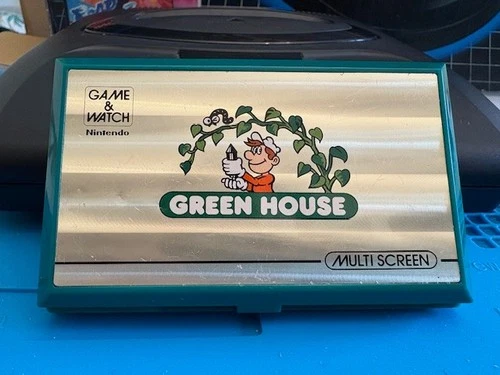 GAME
&
WATCH
Nintendo
GREEN HOUSE
MULTI SCREEN